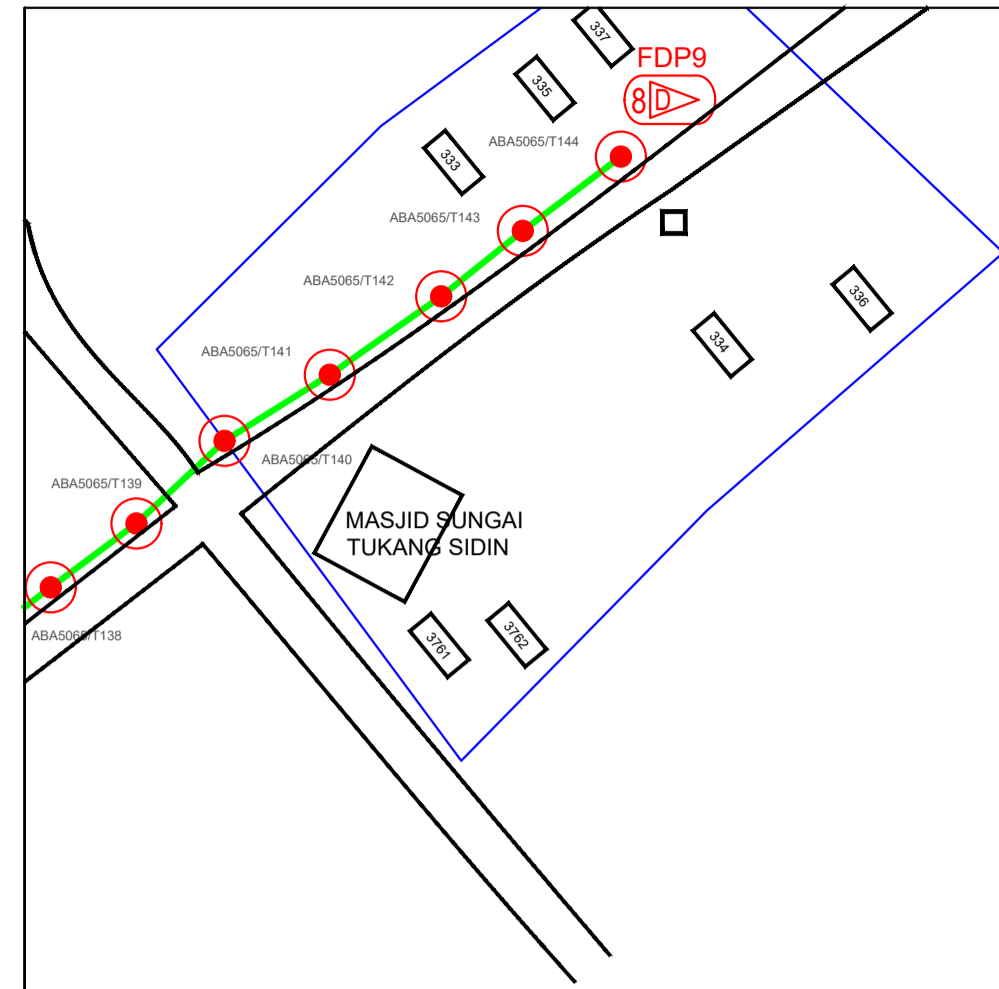 337
FDP9
335
8 D
ABA5065/T144
333
ABA5065/T143
ABA5065/T142
336
334
ABA5065/T141
ABA5065/T140
ABA5065/T139
MASJID SUNGAI
TUKANG SIDIN
ABA5065/T138
3761
3762